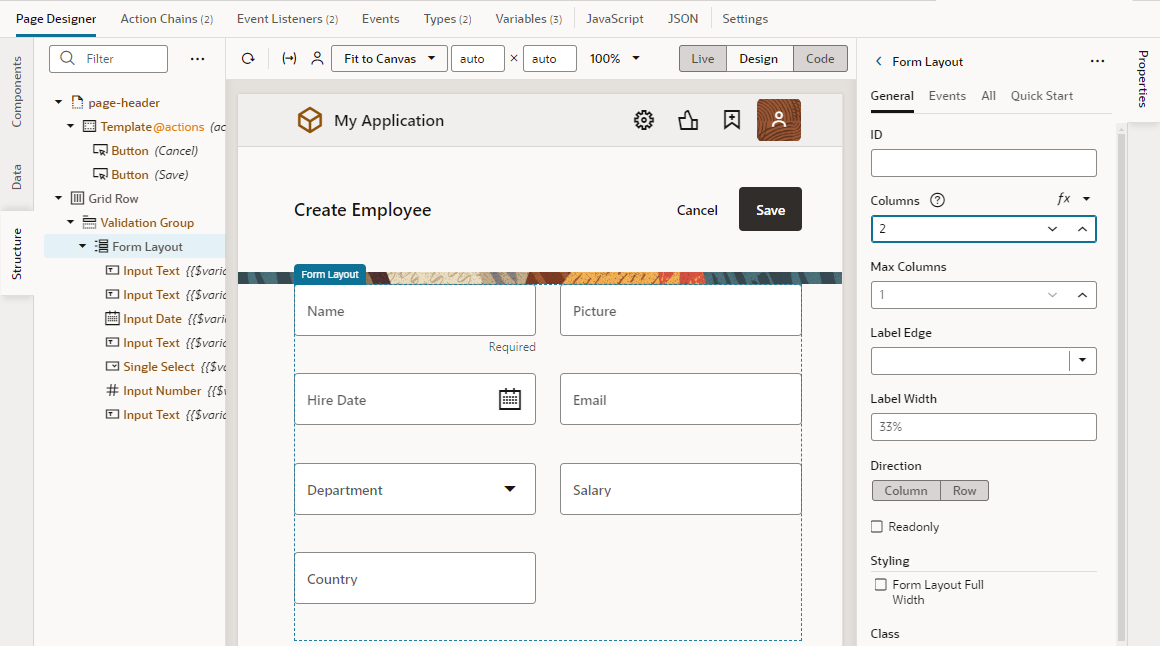 Page Designer Action Chains (2) Event Listeners (2) Events Types (2) Variables (3) JavaScript JSON Settings
Components
Data
Structure
Filter
page-header
Template @actions (ac
Button (Cancel)
Button (Save)
Grid Row
Validation Group
Form Layout
Input Text {{$varia
Input Text {{$varia
Input Date {{$vari
Input Text {{$varia
Single Select {{$va
# Input Number {{$v
Input Text {{$varia
Fit to Canvas auto × auto 100% Live Design Code
My Application
Create Employee Cancel Save
Form Layout
Name Picture
Required
Hire Date Email
Department Salary
Country
Form Layout
General Events All Quick Start
ID
Columns ? fx
2
Max Columns
1
Label Edge
Label Width
33%
Direction
Column Row
Readonly
Styling
Form Layout Full
Width
Class
Properties